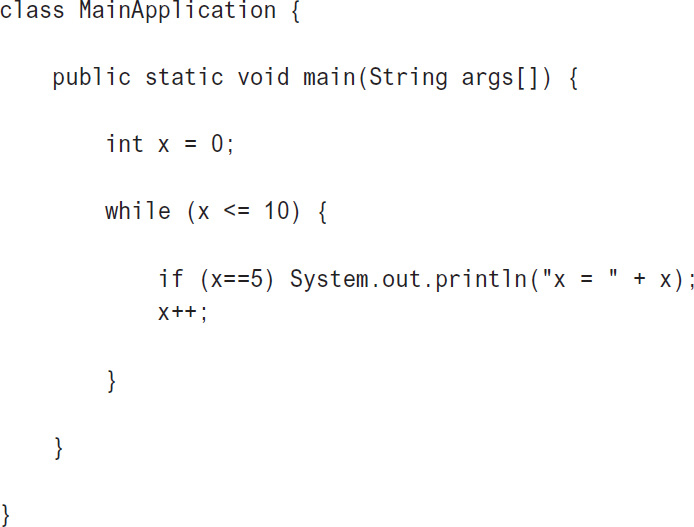 class MainApplication {
public static void main(String args[]) {
int x = 0;
while (x <= 10) {
if (x==5) System.out.println("x = " + x);
x++;
}
}
}